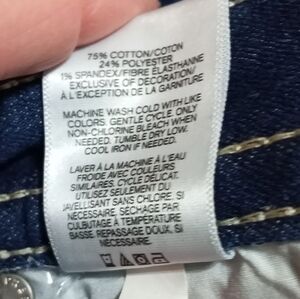 75% COTTON/COTON
24% POLYESTER
1% SPANDEX/FIBRE ÉLASTHANNE
EXCLUSIVE OF DECORATION/
À L'EXCEPTION DE LA GARNITURE
MACHINE WASH COLD WITH LIKE
COLORS. GENTLE CYCLE. ONLY
NON-CHLORINE BLEACH WHEN
NEEDED. TUMBLE DRY LOW.
COOL IRON IF NEEDED.
LAVER À LA MACHINE À L'EAU
FROIDE AVEC COULEURS
SIMILAIRES. CYCLE DÉLICAT.
UTILISEZ SEULEMENT DU
JAVELLISANT SANS CHLORE, SI
NÉCESSAIRE. SÉCHAGE PAR
CULBUTAGE À TEMPÉRATURE
BASSE. REPASSAGE DOUX, SI
NÉCESSAIRE.